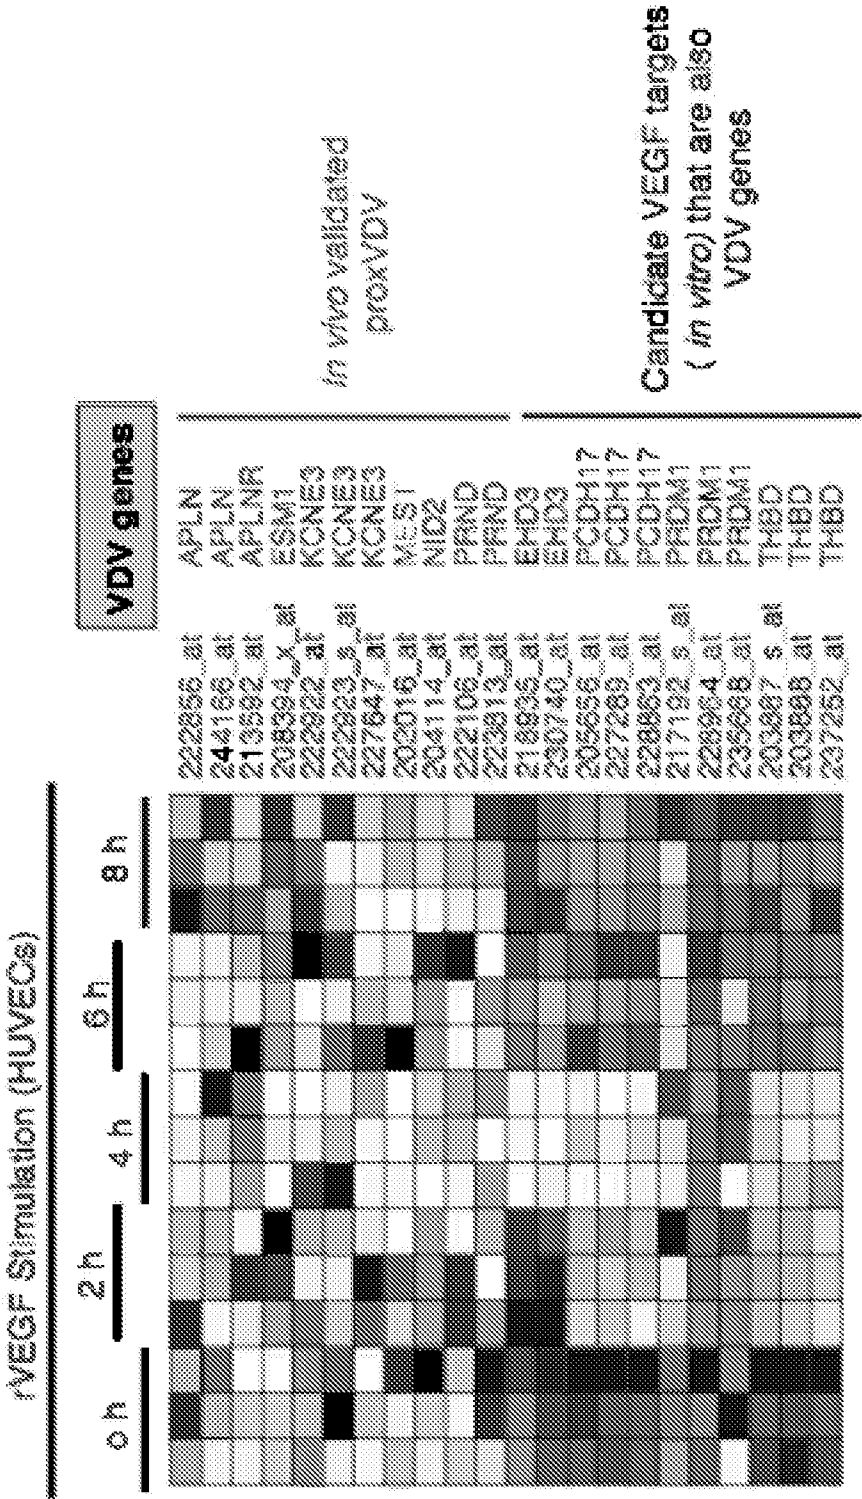 rVEGF Stimulation (HUVECs)
0 h
2 h
4 h
6 h
8 h
VDV genes
222856_at APLN
244166_at APLN
213592_at APLNR
208394_x_at ESM1
222922_at KCNE3
222923_s_at KCNE3
227647_at KCNE3
202016_at MEST
204114_at NID2
222106_at PRND
223813_at PRND
218935_at EHD3
230740_at EHD3
205656_at PCDH17
227289_at PCDH17
228863_at PCDH17
217192_s_at PRDM1
228964_at PRDM1
235668_at PRDM1
203887_s_at THBD
203888_at THBD
237252_at THBD
In vivo validated
proxVDV
Candidate VEGF targets
( in vitro) that are also
VDV genes